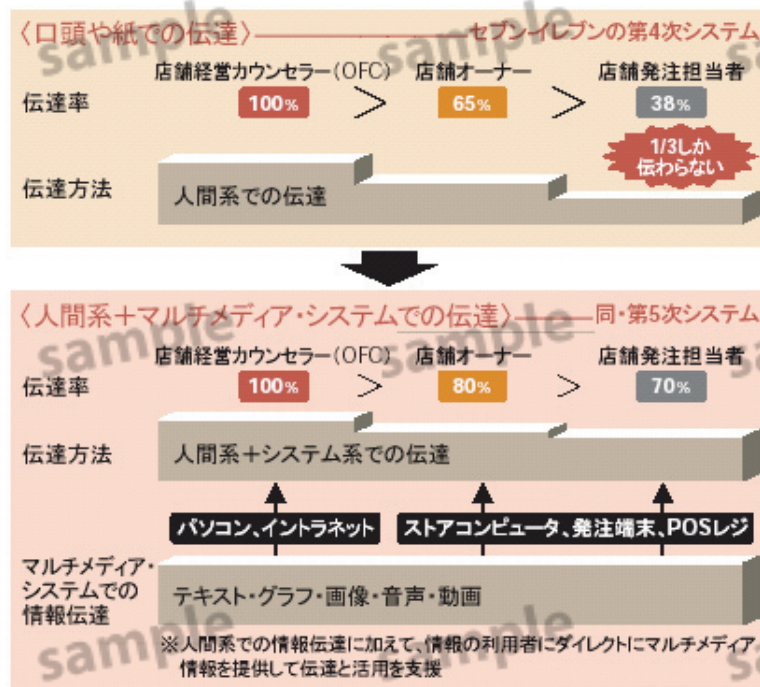 〈口頭や紙での伝達〉 セブン-イレブンの第4次システム
店舗経営カウンセラー(OFC) 店舗オーナー 店舗発注担当者
伝達率 100% > 65% > 38%
1/3しか
伝わらない
伝達方法 人間系での伝達
〈人間系+マルチメディア・システムでの伝達〉 同・第5次システム
店舗経営カウンセラー(OFC) 店舗オーナー 店舗発注担当者
伝達率 100% > 80% > 70%
伝達方法 人間系+システム系での伝達
パソコン、イントラネット ストアコンピュータ、発注端末、POSレジ
マルチメディア・
システムでの
情報伝達
テキスト・グラフ・画像・音声・動画
※人間系での情報伝達に加えて、情報の利用者にダイレクトにマルチメディア
情報を提供して伝達と活用を支援
sample
sample
sample
sample
sample
sample